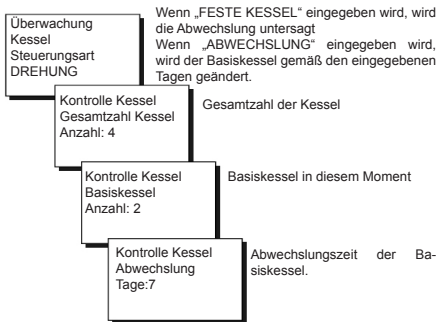 Überwachung
Kessel
Steuerungsart
DREHUNG
Wenn „FESTE KESSEL“ eingegeben wird, wird
die Abwechslung untersagt
Wenn „ABWECHSLUNG“ eingegeben wird,
wird der Basiskessel gemäß den eingegebenen
Tagen geändert.
Kontrolle Kessel
Gesamtzahl Kessel
Anzahl: 4
Gesamtzahl der Kessel
Kontrolle Kessel
Basiskessel
Anzahl: 2
Basiskessel in diesem Moment
Kontrolle Kessel
Abwechslung
Tage:7
Abwechslungszeit der Ba-
siskessel.